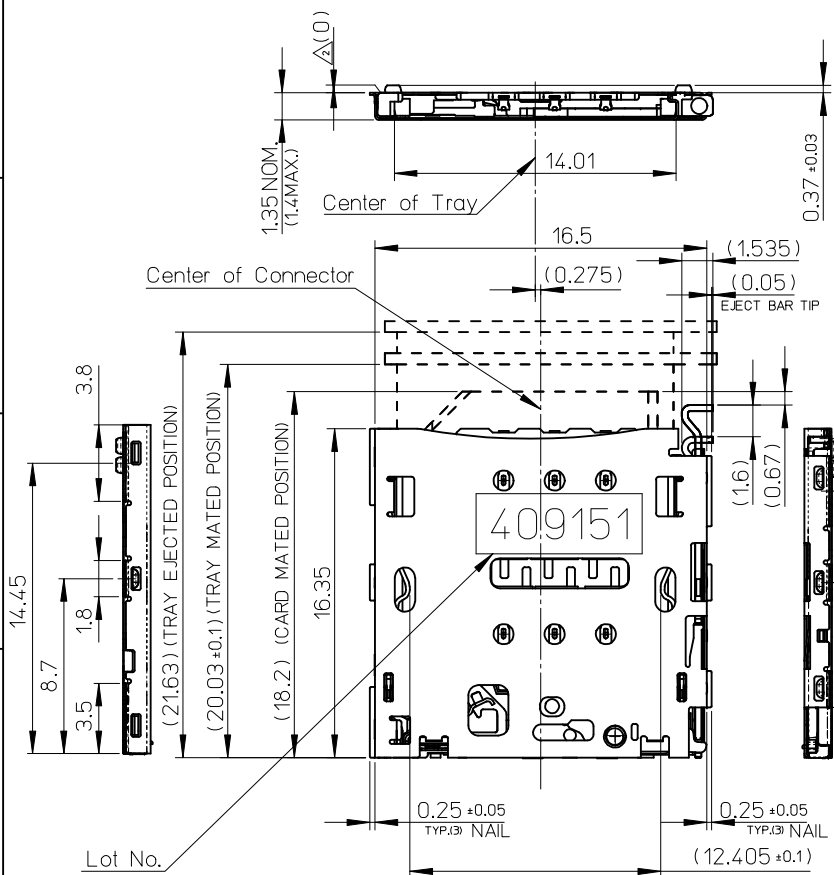 2 (0)
1.35 NOM.
(1.4MAX.)
14.01
0.37 ±0.03
Center of Tray
16.5
(1.535)
Center of Connector
(0.275)
(0.05)
EJECT BAR TIP
3.8
(21.63) (TRAY EJECTED POSITION)
(20.03 ±0.1) (TRAY MATED POSITION)
(18.2) (CARD MATED POSITION)
(1.6)
(0.67)
409151
16.35
14.45
8.7
1.8
3.5
0.25 ±0.05
TYP.(3) NAIL
0.25 ±0.05
TYP.(3) NAIL
Lot No.
(12.405 ±0.1)